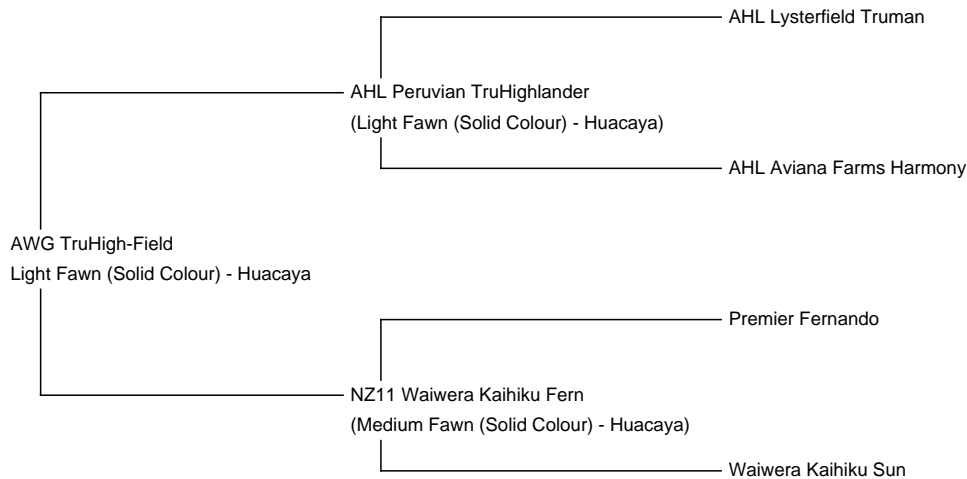 AHL Lysterfield Truman
AHL Peruvian TruHighlander
(Light Fawn (Solid Colour) - Huacaya)
AHL Aviana Farms Harmony
AWG TruHigh-Field
Light Fawn (Solid Colour) - Huacaya
Premier Fernando
NZ11 Waiwera Kaihiku Fern
(Medium Fawn (Solid Colour) - Huacaya)
Waiwera Kaihiku Sun